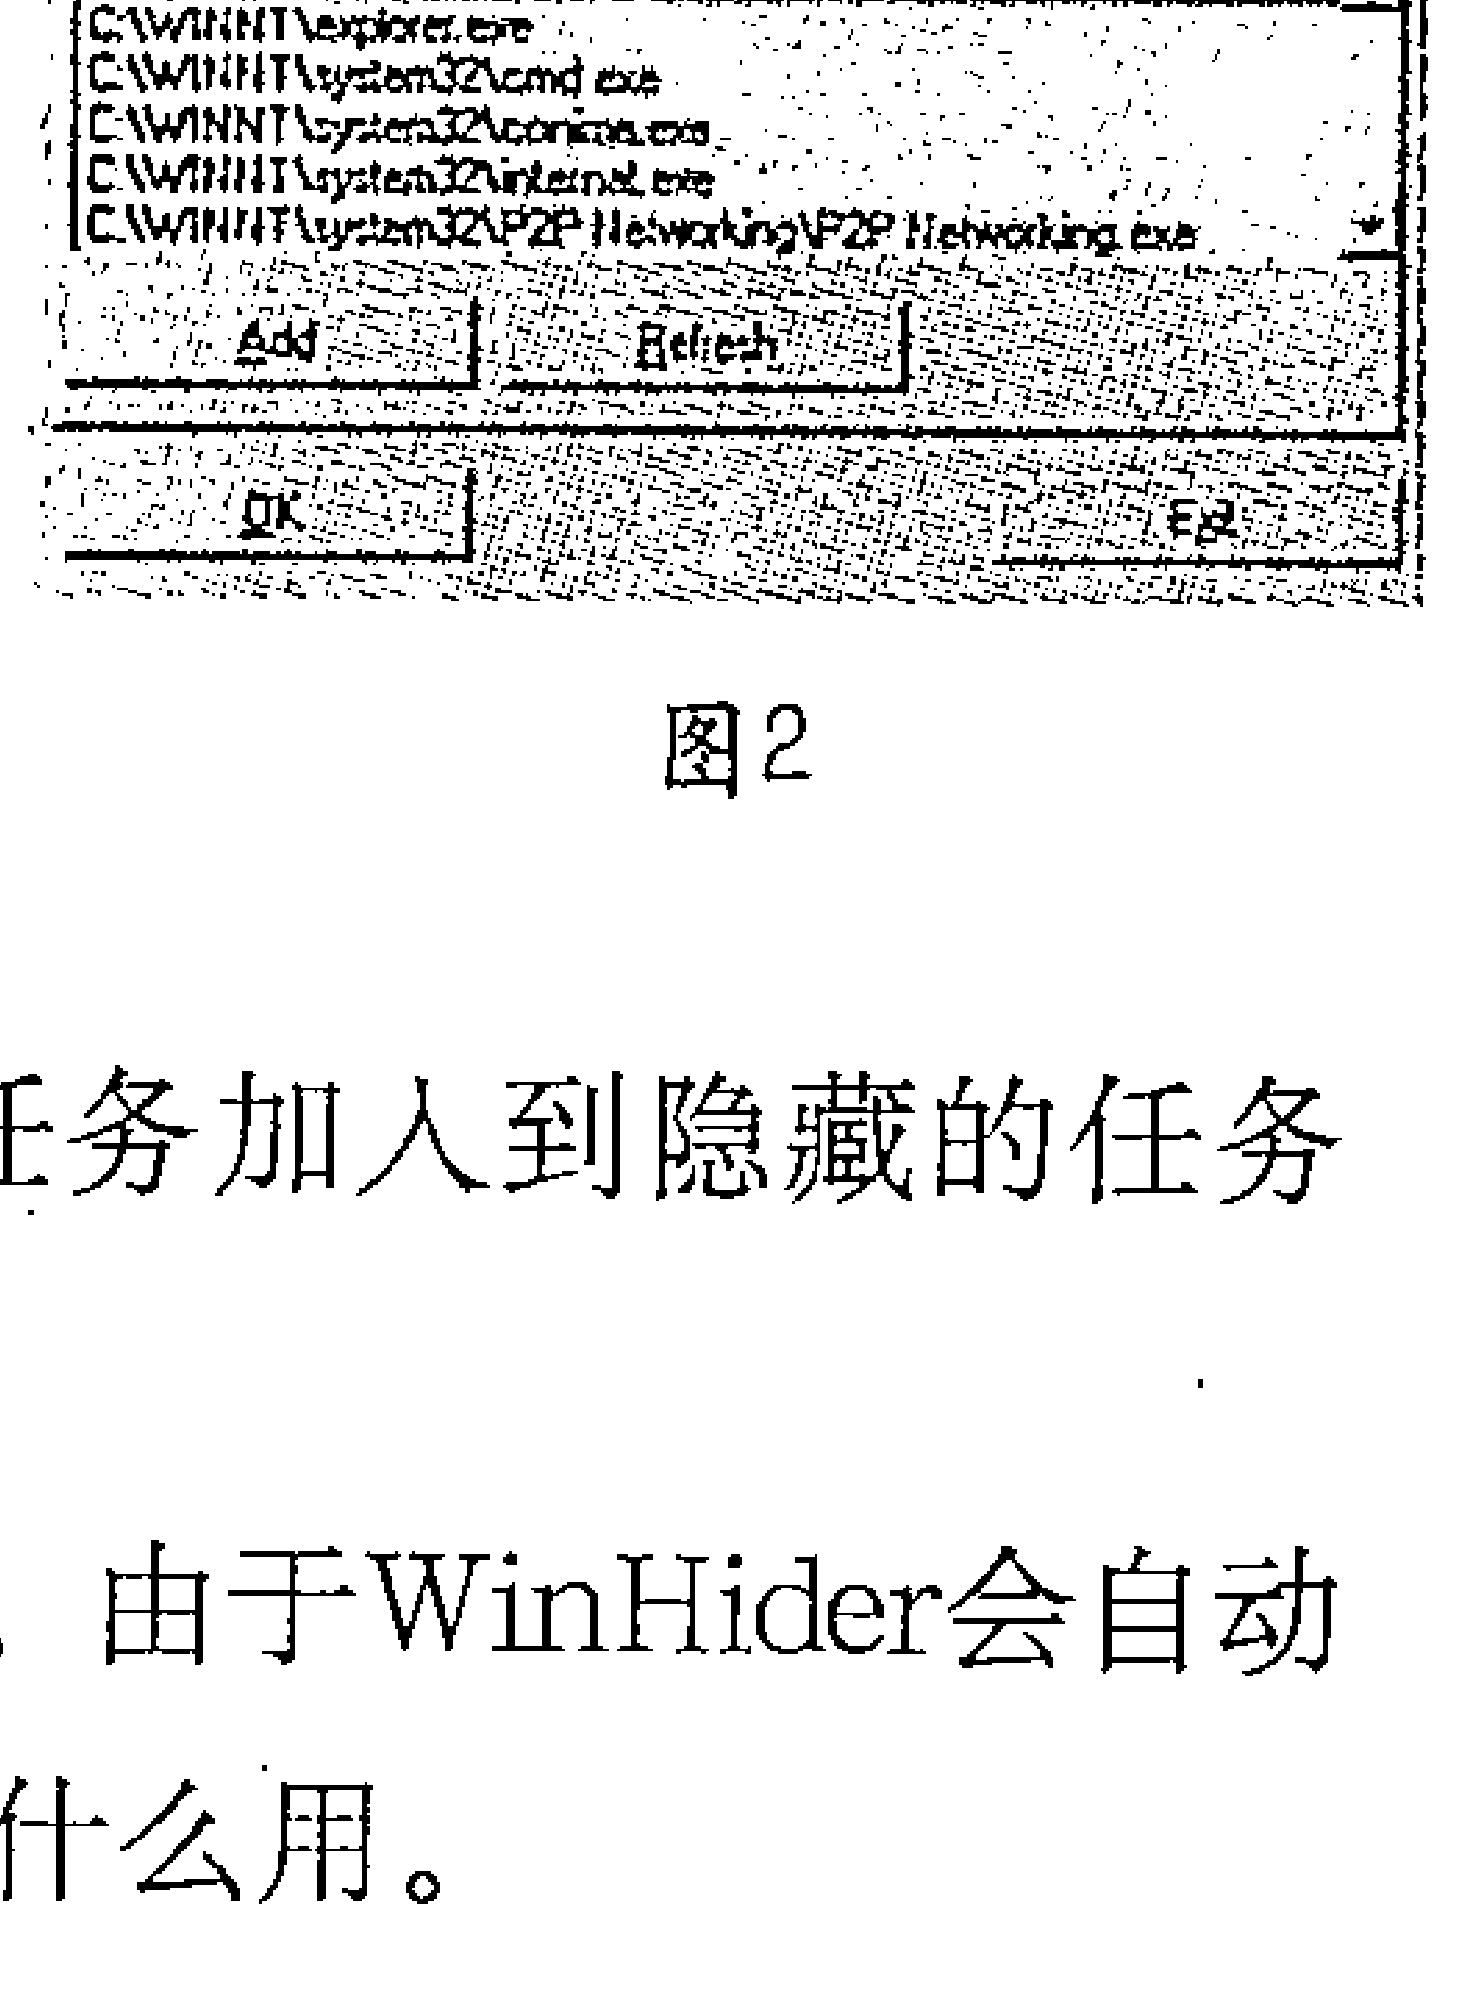 C:\WINNT\explorer.exe
C:\WINNT\system32\cmd.exe
C:\WINNT\system32\conime.exe
C:\WINNT\system32\internat.exe
C:\WINNT\system32\P2P Networking\P2P Networking.exe
Add Refresh
OK Exit
图2
任务加入到隐藏的任务
由于WinHider会自动
什么用。